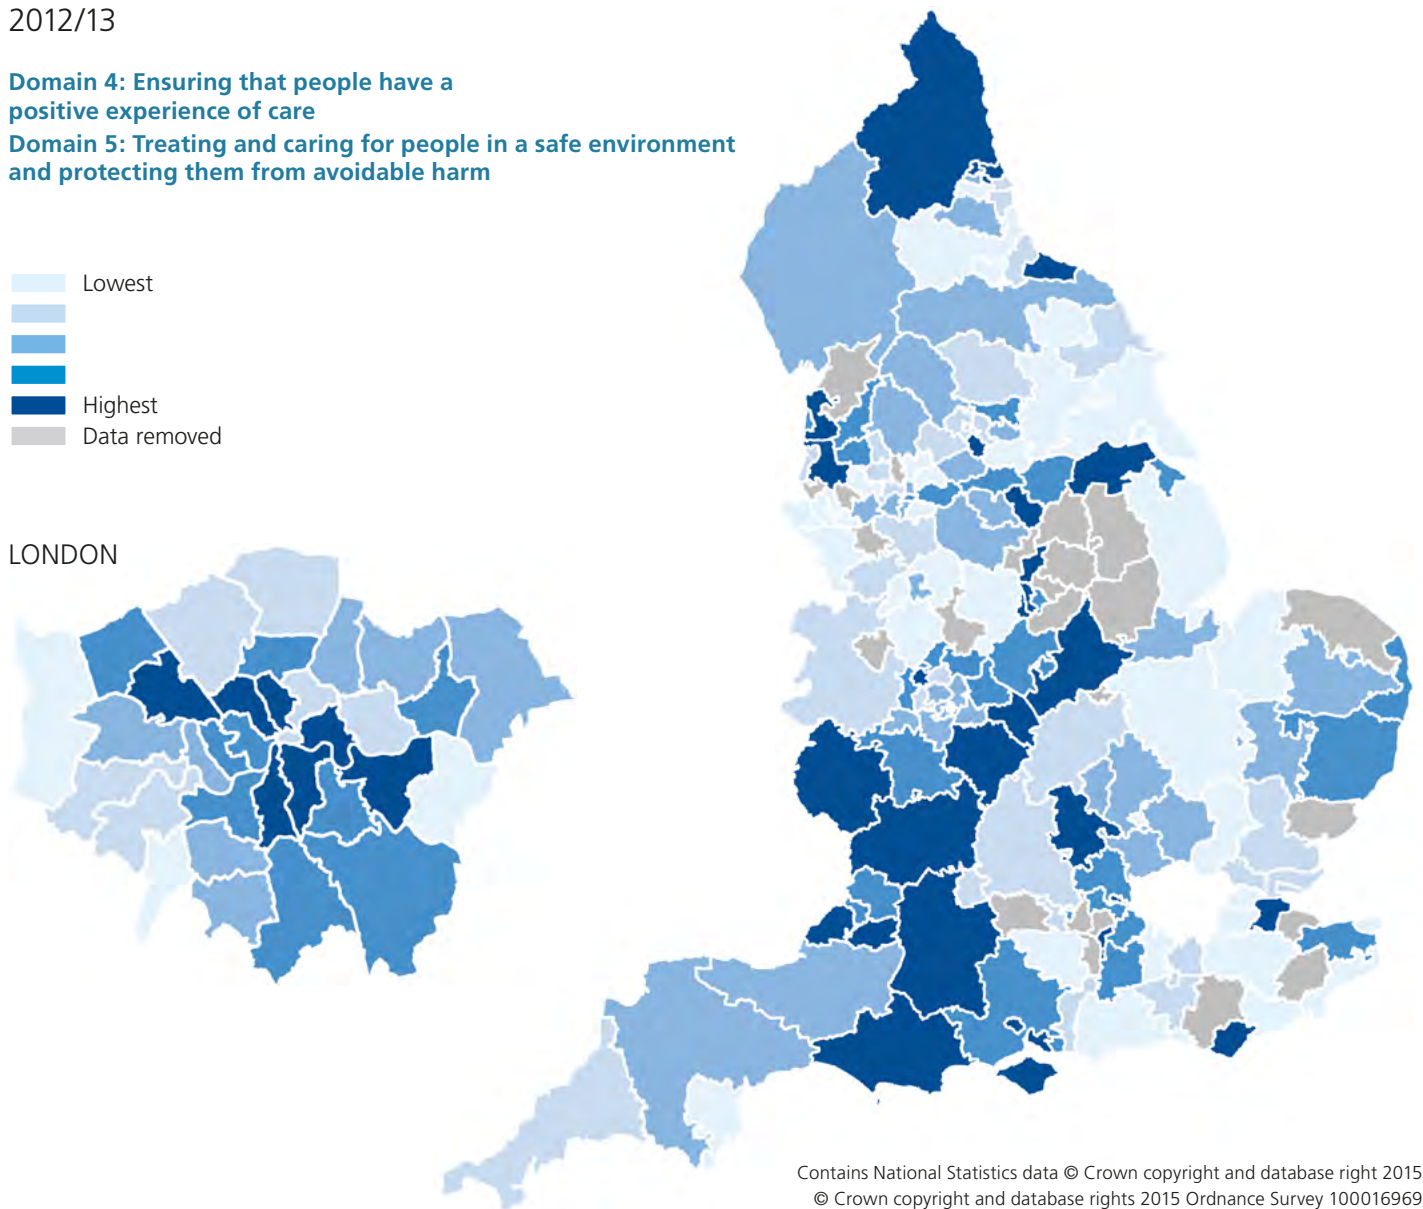 2012/13
Domain 4: Ensuring that people have a
positive experience of care
Domain 5: Treating and caring for people in a safe environment
and protecting them from avoidable harm
Lowest
Highest
Data removed
LONDON
Contains National Statistics data © Crown copyright and database right 2015
© Crown copyright and database rights 2015 Ordnance Survey 100016969